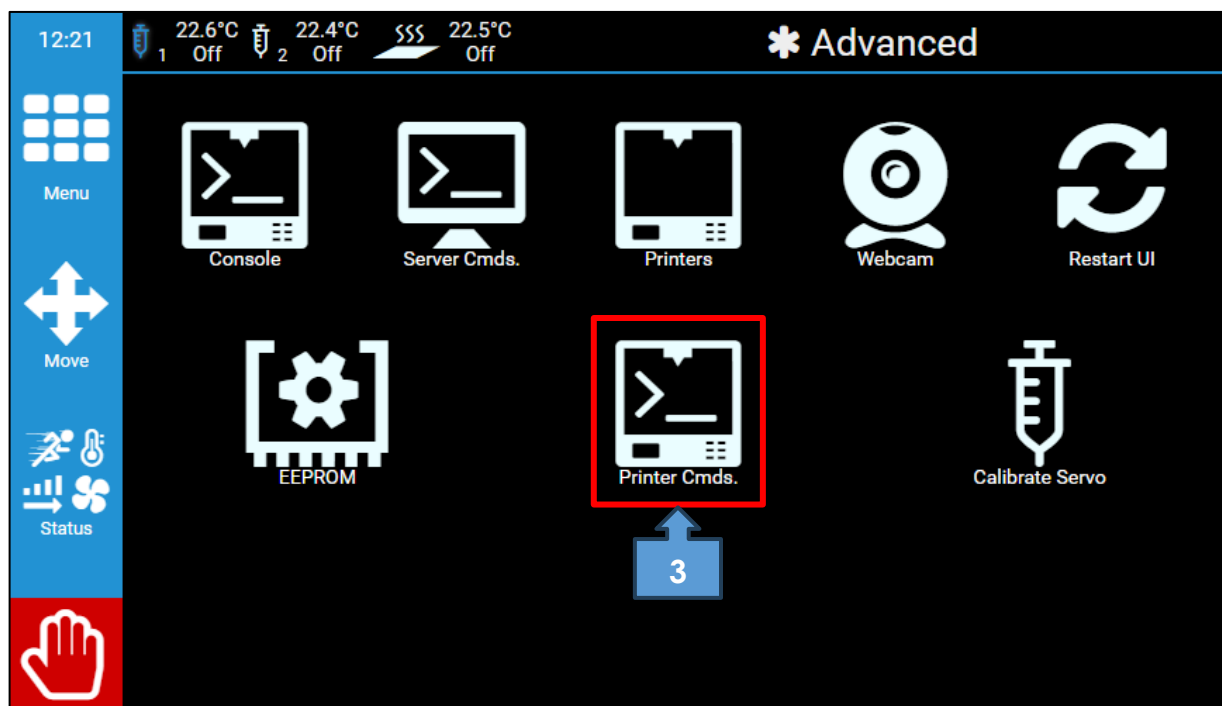 12:21
1 22.6°C Off 2 22.4°C Off 22.5°C Off
Advanced
Menu
Move
Status
Console
Server Cmds.
Printers
Webcam
Restart UI
EEPROM
Printer Cmds.
Calibrate Servo
3